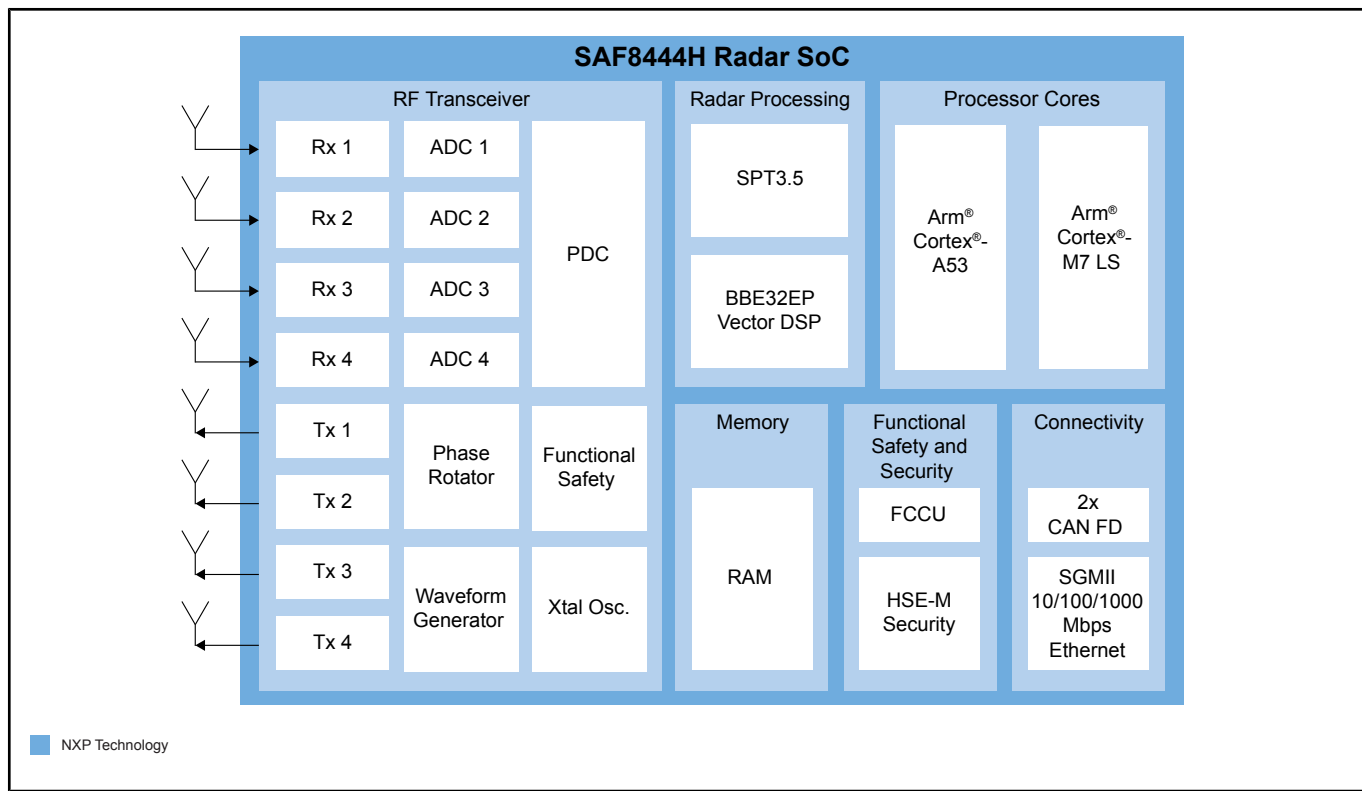 SAF8444H Radar SoC
RF Transceiver
Rx 1
ADC 1
Rx 2
ADC 2
Rx 3
ADC 3
Rx 4
ADC 4
PDC
Tx 1
Tx 2
Phase
Rotator
Functional
Safety
Tx 3
Tx 4
Waveform
Generator
Xtal Osc.
Radar Processing
SPT3.5
BBE32EP
Vector DSP
Processor Cores
Arm®
Cortex®-
A53
Arm®
Cortex®-
M7 LS
Memory
RAM
Functional
Safety and
Security
FCCU
HSE-M
Security
Connectivity
2x
CAN FD
SGMII
10/100/1000
Mbps
Ethernet
NXP Technology